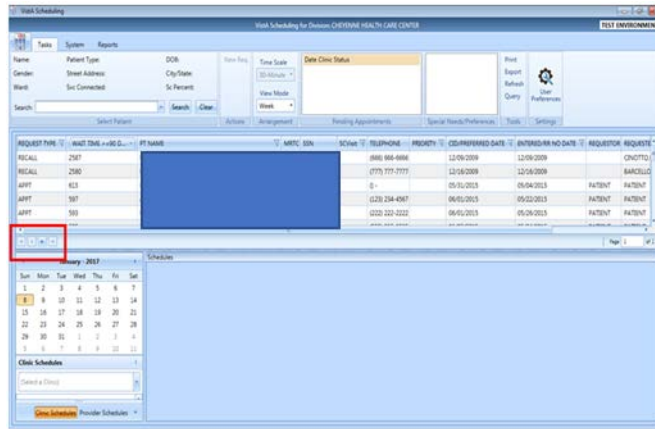 VistA Scheduling
VistA Scheduling for Division: CHEYENNE HEALTH CARE CENTER
TEST ENVIRONMEN
Tasks System Reports
Name: Patient Type: DOB:
Gender: Street Address: City/State:
Ward: Svc Connected: Sc Percent:
Search: Search Clear
Select Patient
New Req.
Actions
Time Scale
30-Minute
View Mode
Week
Arrangement
Date Clinic Status
Pending Appointments
Special Needs/Preferences
Print
Export
Refresh
Query
Tools
User
Preferences
Settings
REQUEST TYPE WAIT TIME >=90 D... PT NAME MRTC SSN SCVisit TELEPHONE PRIORITY CID/PREFERRED DATE ENTERED/RR NO DATE REQUESTOR REQUESTE
RECALL 2587 (666) 666-6666 12/09/2009 12/09/2009 CINOTTO
RECALL 2580 (777) 777-7777 12/16/2009 12/16/2009 BARCELLO
APPT 613 () - 05/31/2015 05/04/2015 PATIENT PATIENT
APPT 597 (123) 234-4567 06/01/2015 05/22/2015 PATIENT PATIENT
APPT 593 (222) 222-2222 06/01/2015 05/26/2015 PATIENT PATIENT
Page 1 of
January 2017
Sun Mon Tue Wed Thu Fri Sat
1 2 3 4 5 6 7
8 9 10 11 12 13 14
15 16 17 18 19 20 21
22 23 24 25 26 27 28
29 30 31 1 2 3 4
5 6 7 8 9 10 11
Clinic Schedules
(Select a Clinic)
Clinic Schedules Provider Schedules
Schedules